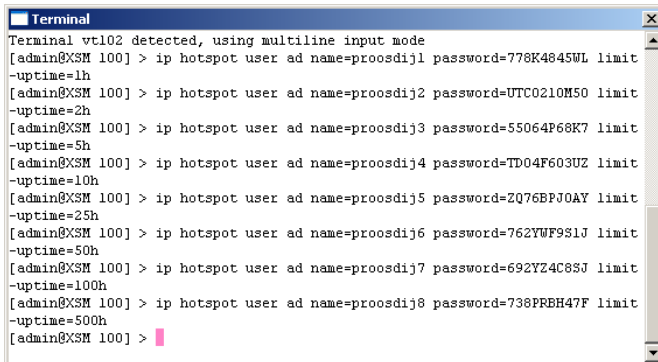 Terminal
Terminal vt102 detected, using multiline input mode
[admin@XSM 100] > ip hotspot user ad name=proosdij1 password=778K4845WL limit
-uptime=1h
[admin@XSM 100] > ip hotspot user ad name=proosdij2 password=UTC0210M50 limit
-uptime=2h
[admin@XSM 100] > ip hotspot user ad name=proosdij3 password=55064P68K7 limit
-uptime=5h
[admin@XSM 100] > ip hotspot user ad name=proosdij4 password=TD04F603UZ limit
-uptime=10h
[admin@XSM 100] > ip hotspot user ad name=proosdij5 password=ZQ76BPJ0AY limit
-uptime=25h
[admin@XSM 100] > ip hotspot user ad name=proosdij6 password=762YWF9S1J limit
-uptime=50h
[admin@XSM 100] > ip hotspot user ad name=proosdij7 password=692YZ4C8SJ limit
-uptime=100h
[admin@XSM 100] > ip hotspot user ad name=proosdij8 password=738PRBH47F limit
-uptime=500h
[admin@XSM 100] >